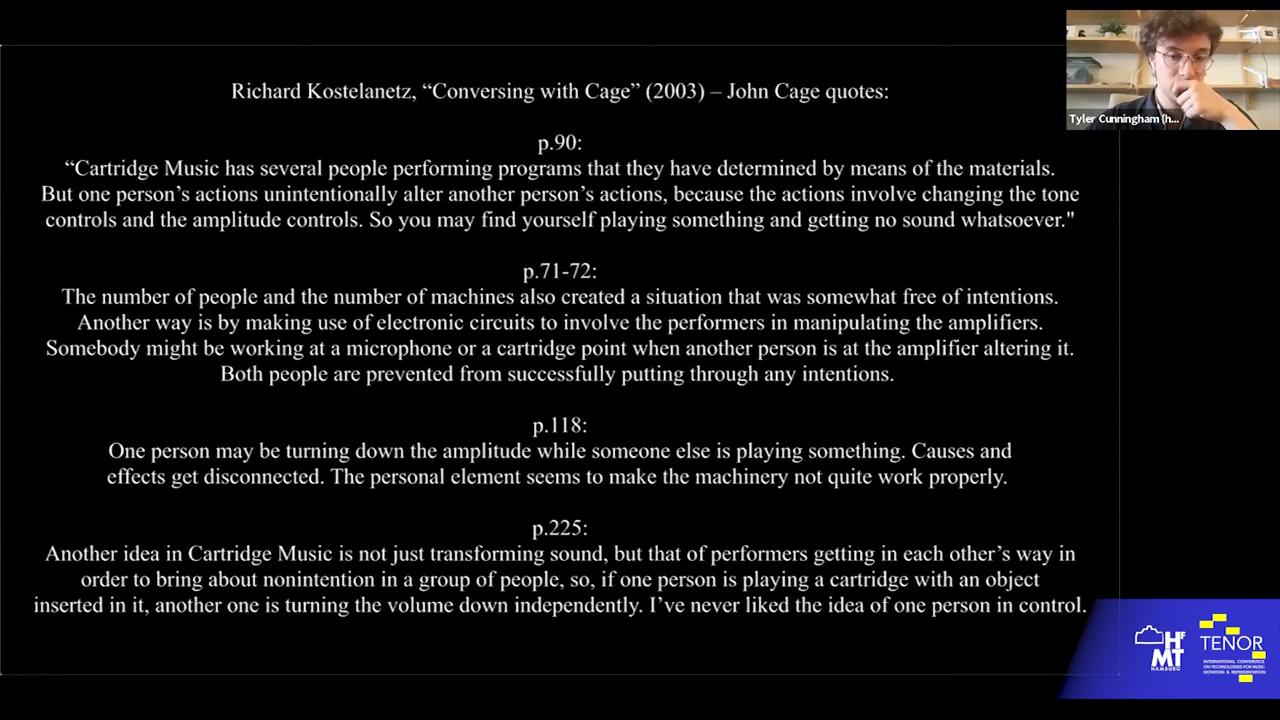 Richard Kostelanetz, “Conversing with Cage” (2003) – John Cage quotes:
p.90:
“Cartridge Music has several people performing programs that they have determined by means of the materials.
But one person’s actions unintentionally alter another person’s actions, because the actions involve changing the tone
controls and the amplitude controls. So you may find yourself playing something and getting no sound whatsoever."
p.71-72:
The number of people and the number of machines also created a situation that was somewhat free of intentions.
Another way is by making use of electronic circuits to involve the performers in manipulating the amplifiers.
Somebody might be working at a microphone or a cartridge point when another person is at the amplifier altering it.
Both people are prevented from successfully putting through any intentions.
p.118:
One person may be turning down the amplitude while someone else is playing something. Causes and
effects get disconnected. The personal element seems to make the machinery not quite work properly.
p.225:
Another idea in Cartridge Music is not just transforming sound, but that of performers getting in each other’s way in
order to bring about nonintention in a group of people, so, if one person is playing a cartridge with an object
inserted in it, another one is turning the volume down independently. I’ve never liked the idea of one person in control.
Tyler Cunningham (h...
HfMT
HAMBURG
TENOR
INTERNATIONAL CONFERENCE
ON TECHNOLOGIES FOR MUSIC
NOTATION & REPRESENTATION